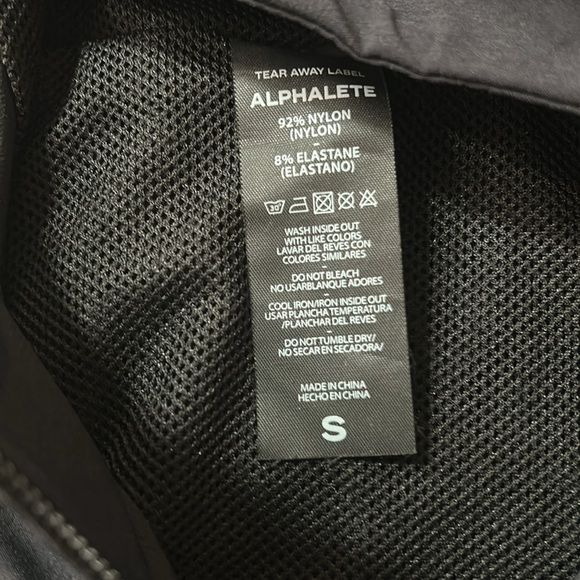 TEAR AWAY LABEL
ALPHALETE
92% NYLON
(NYLON)
–
8% ELASTANE
(ELASTANO)
30°
WASH INSIDE OUT
WITH LIKE COLORS
LAVAR DEL REVES CON
COLORES SIMILARES
–
DO NOT BLEACH
NO USARBLANQUE ADORES
–
COOL IRON/IRON INSIDE OUT
USAR PLANCHA TEMPERATURA
/PLANCHAR DEL REVES
–
DO NOT TUMBLE DRY/
NO SECAR EN SECADORA/
MADE IN CHINA
HECHO EN CHINA
S